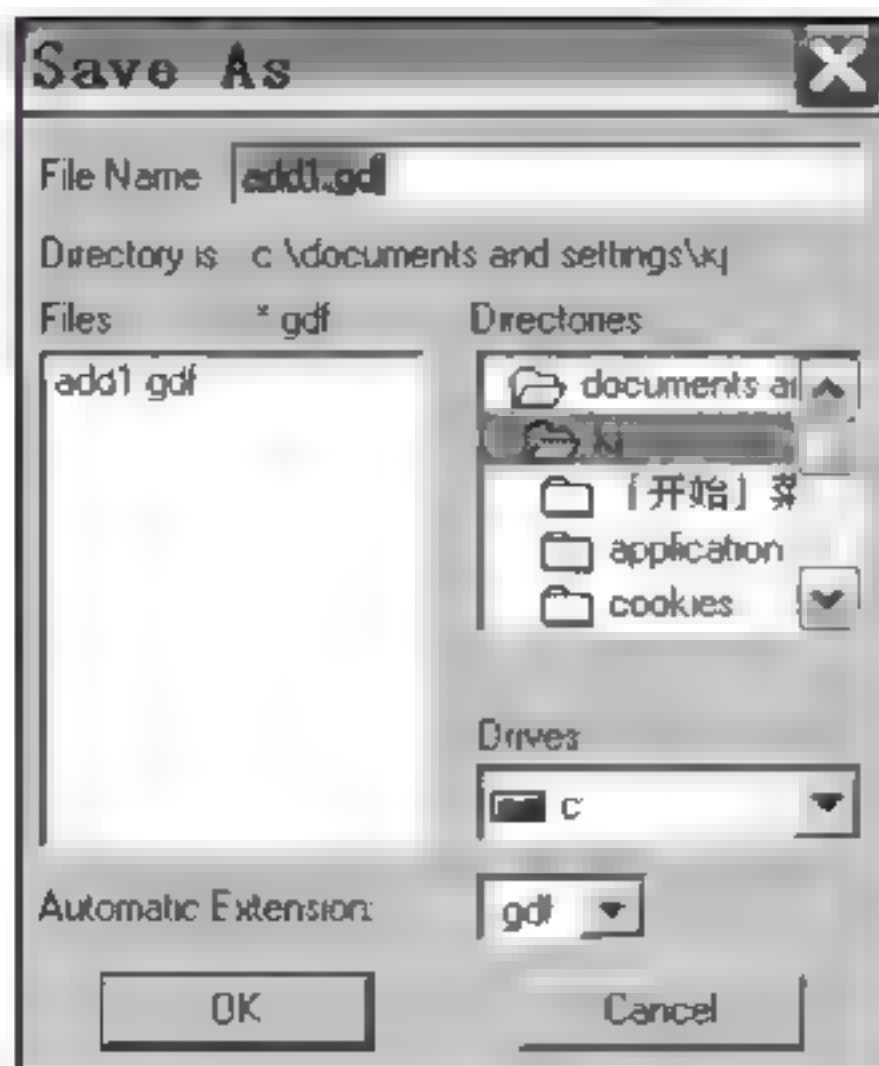 Save As
File Name add1.gdf
Directory is c \documents and settings\
Files * gdf
add1 gdf
Directories
documents a
「开始」菜
application
cookies
Drives
c
Automatic Extension:
gdf
OK
Cancel